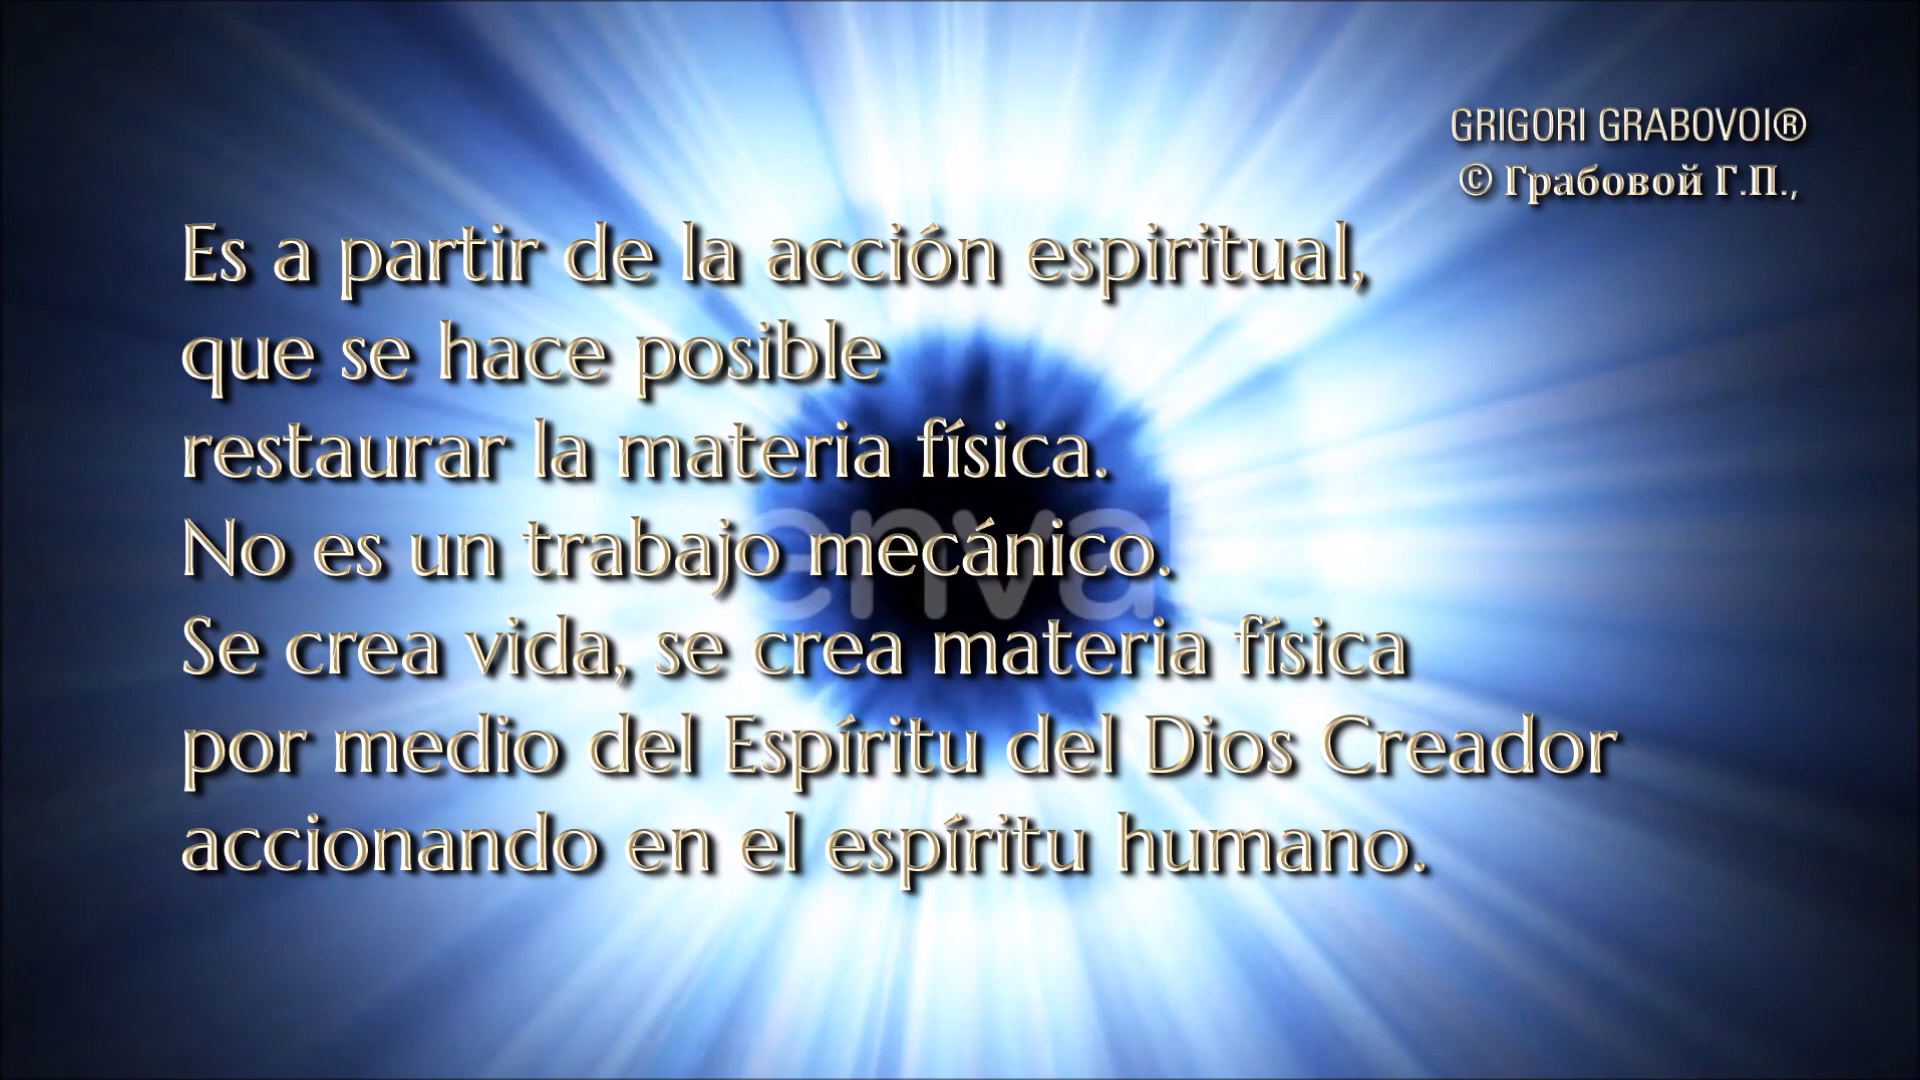 GRIGORI GRABOVOI®
© Грабовой Г.П.,
Es a partir de la acción espiritual,
que se hace posible
restaurar la materia física.
No es un trabajo mecánico.
Se crea vida, se crea materia física
por medio del Espíritu del Dios Creador
accionando en el espíritu humano.
enva